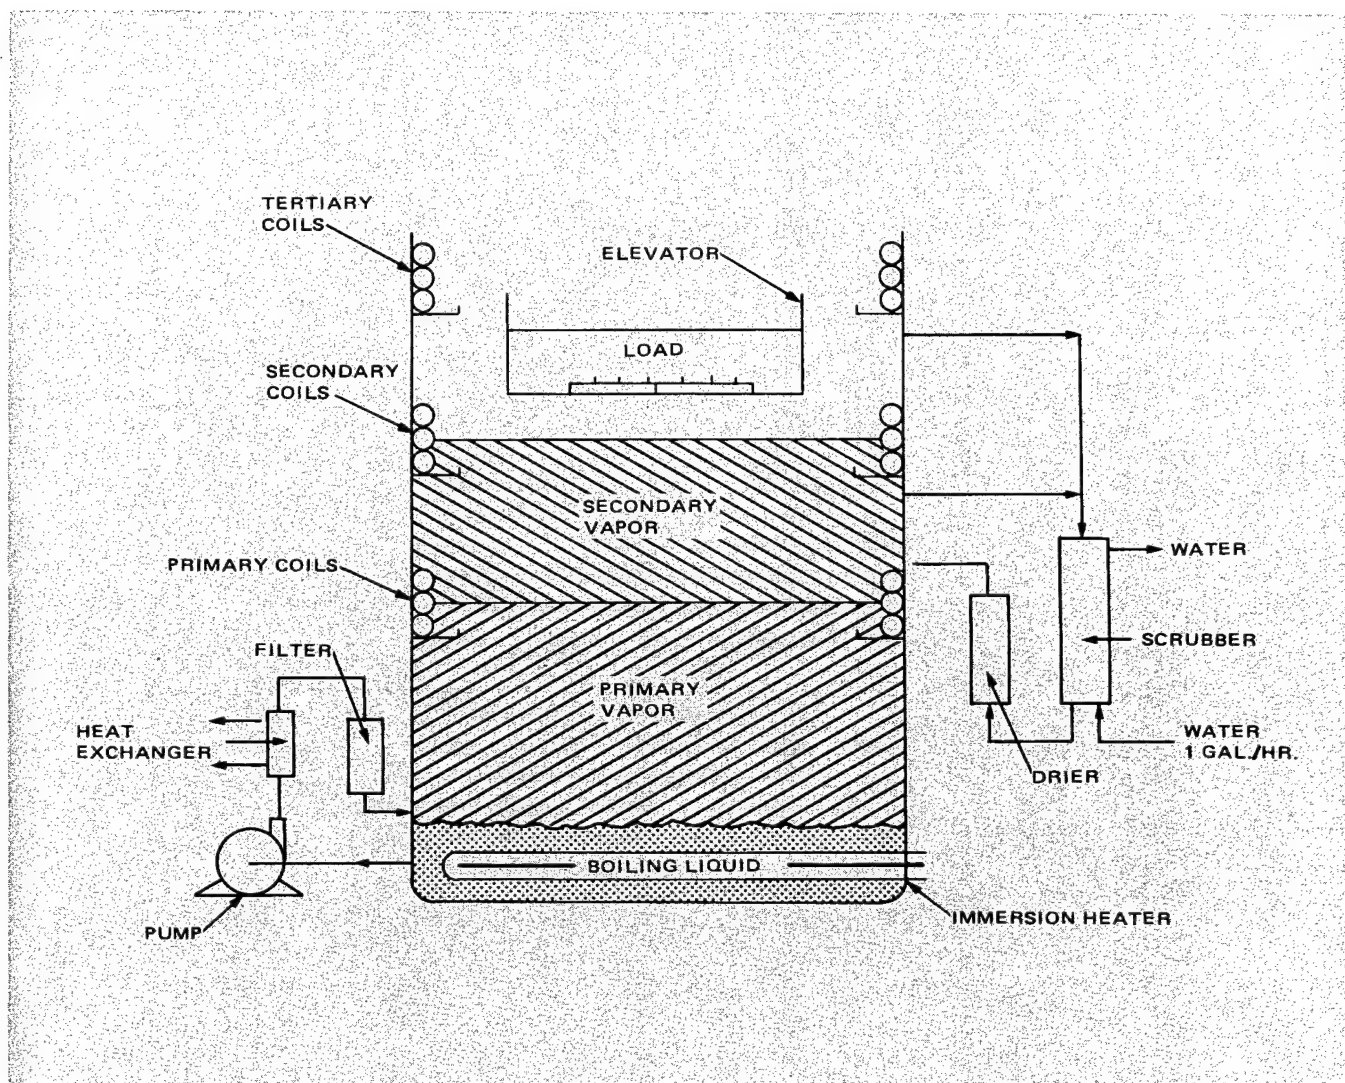 TERTIARY
COILS
ELEVATOR
LOAD
SECONDARY
COILS
SECONDARY
VAPOR
WATER
PRIMARY COILS
SCRUBBER
FILTER
PRIMARY
VAPOR
HEAT
EXCHANGER
WATER
1 GAL./HR.
DRIER
BOILING LIQUID
IMMERSION HEATER
PUMP